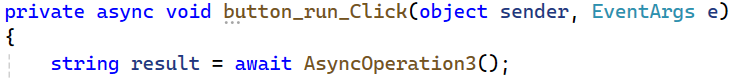 private async void button_run_Click(object sender, EventArgs e)
{
string result = await AsyncOperation3();